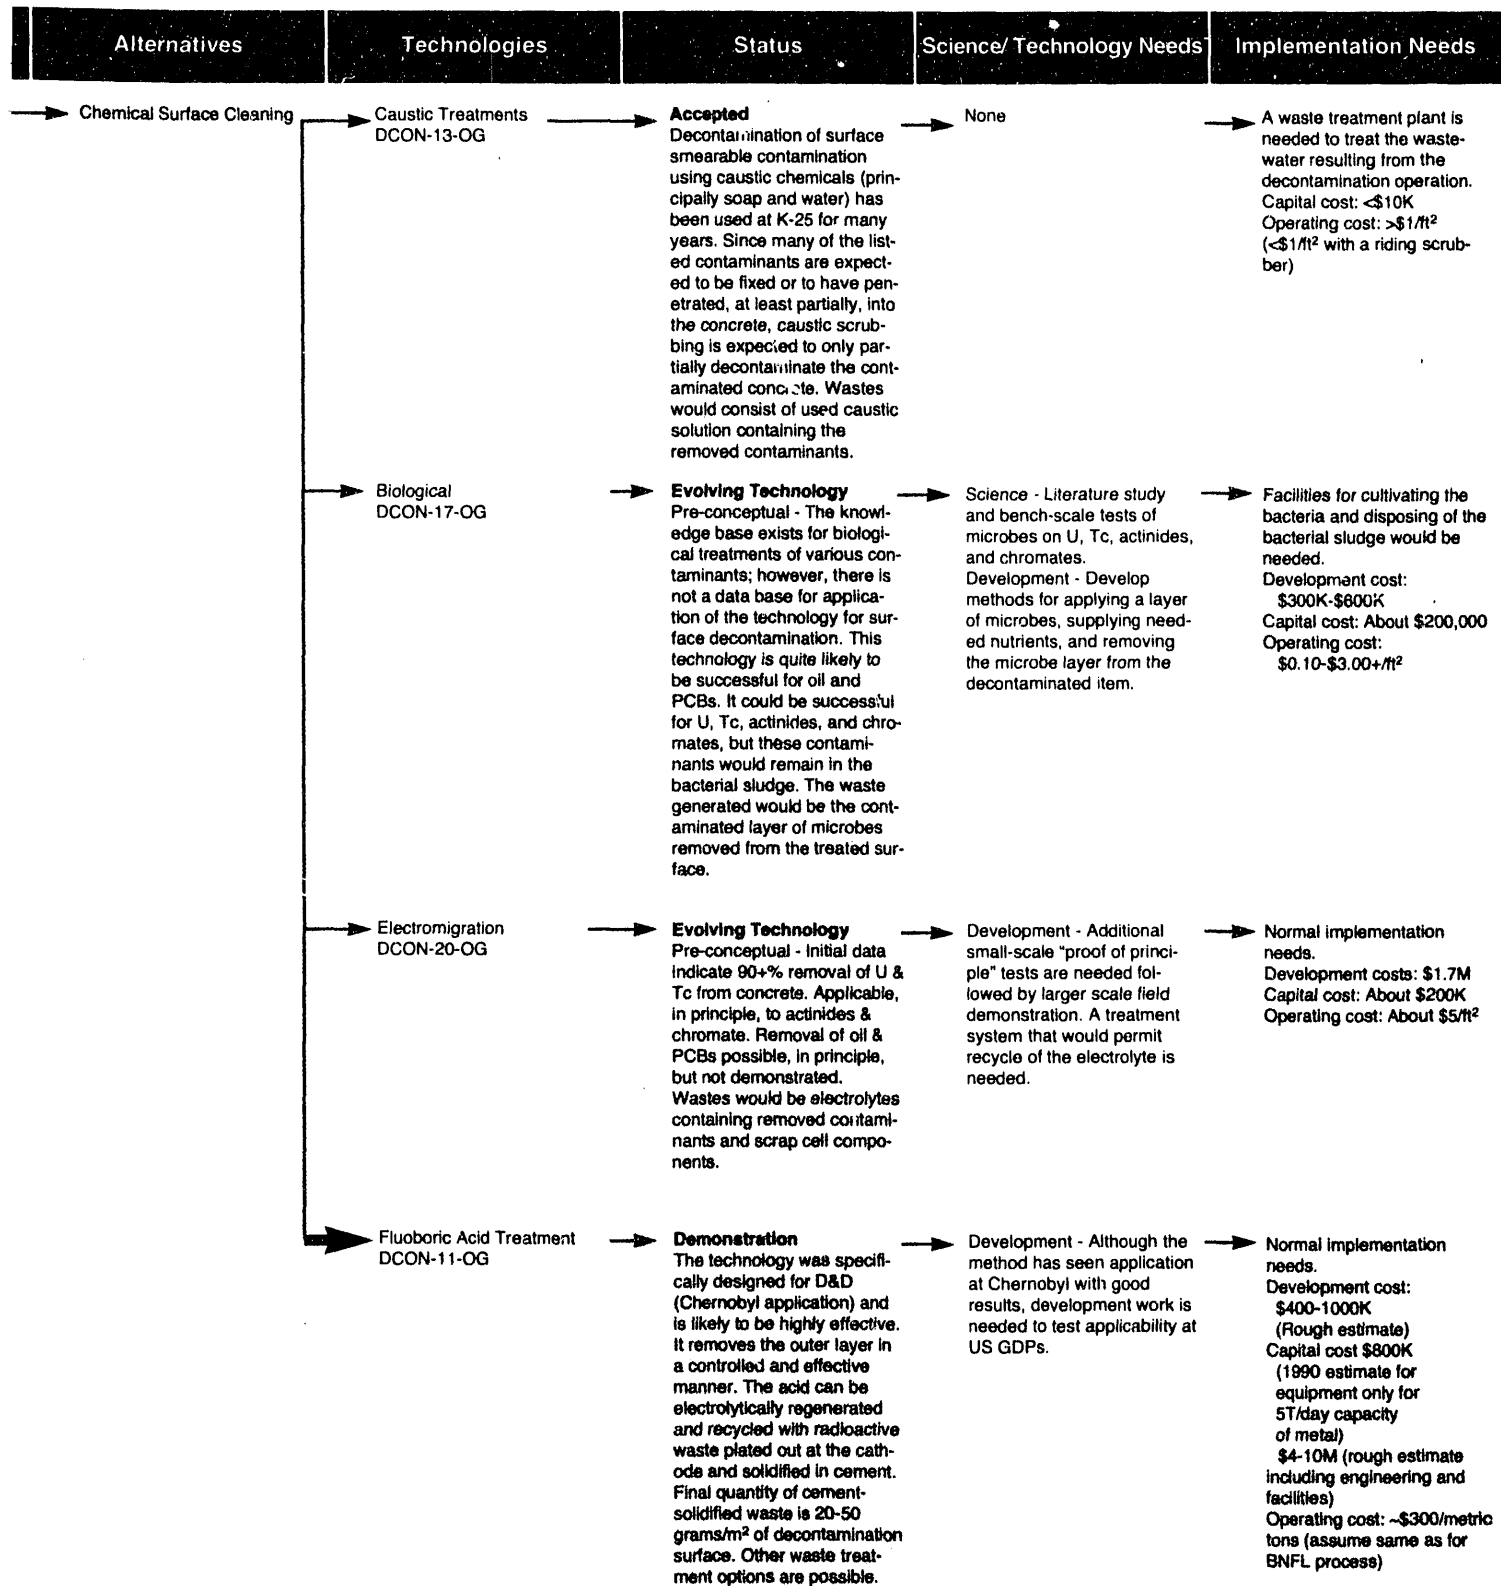 Alternatives
Technologies
Status
Science/ Technology Needs
Implementation Needs
Chemical Surface Cleaning
Caustic Treatments
DCON-13-OG
Accepted
Decontamination of surface
smearable contamination
using caustic chemicals (prin-
cipally soap and water) has
been used at K-25 for many
years. Since many of the list-
ed contaminants are expect-
ed to be fixed or to have pen-
etrated, at least partially, into
the concrete, caustic scrub-
bing is expected to only par-
tially decontaminate the cont-
aminated concrete. Wastes
would consist of used caustic
solution containing the
removed contaminants.
None
A waste treatment plant is
needed to treat the waste-
water resulting from the
decontamination operation.
Capital cost: <$10K
Operating cost: >$1/ft²
(<$1/ft² with a riding scrub-
ber)
Biological
DCON-17-OG
Evolving Technology
Pre-conceptual - The knowl-
edge base exists for biologi-
cal treatments of various con-
taminants; however, there is
not a data base for applica-
tion of the technology for sur-
face decontamination. This
technology is quite likely to
be successful for oil and
PCBs. It could be successful
for U, Tc, actinides, and chro-
mates, but these contami-
nants would remain in the
bacterial sludge. The waste
generated would be the cont-
aminated layer of microbes
removed from the treated sur-
face.
Science - Literature study
and bench-scale tests of
microbes on U, Tc, actinides,
and chromates.
Development - Develop
methods for applying a layer
of microbes, supplying need-
ed nutrients, and removing
the microbe layer from the
decontaminated item.
Facilities for cultivating the
bacteria and disposing of the
bacterial sludge would be
needed.
Development cost:
$300K-$600K
Capital cost: About $200,000
Operating cost:
$0.10-$3.00+/ft²
Electromigration
DCON-20-OG
Evolving Technology
Pre-conceptual - Initial data
indicate 90+% removal of U &
Tc from concrete. Applicable,
in principle, to actinides &
chromate. Removal of oil &
PCBs possible, in principle,
but not demonstrated.
Wastes would be electrolytes
containing removed contami-
nants and scrap cell compo-
nents.
Development - Additional
small-scale "proof of princi-
ple" tests are needed fol-
lowed by larger scale field
demonstration. A treatment
system that would permit
recycle of the electrolyte is
needed.
Normal implementation
needs.
Development costs: $1.7M
Capital cost: About $200K
Operating cost: About $5/ft²
Fluoboric Acid Treatment
DCON-11-OG
Demonstration
The technology was specifi-
cally designed for D&D
(Chernobyl application) and
is likely to be highly effective.
It removes the outer layer in
a controlled and effective
manner. The acid can be
electrolytically regenerated
and recycled with radioactive
waste plated out at the cath-
ode and solidified in cement.
Final quantity of cement-
solidified waste is 20-50
grams/m² of decontamination
surface. Other waste treat-
ment options are possible.
Development - Although the
method has seen application
at Chernobyl with good
results, development work is
needed to test applicability at
US GDPs.
Normal implementation
needs.
Development cost:
$400-1000K
(Rough estimate)
Capital cost $800K
(1990 estimate for
equipment only for
5T/day capacity
of metal)
$4-10M (rough estimate
including engineering and
facilities)
Operating cost: ~$300/metric
tons (assume same as for
BNFL process)